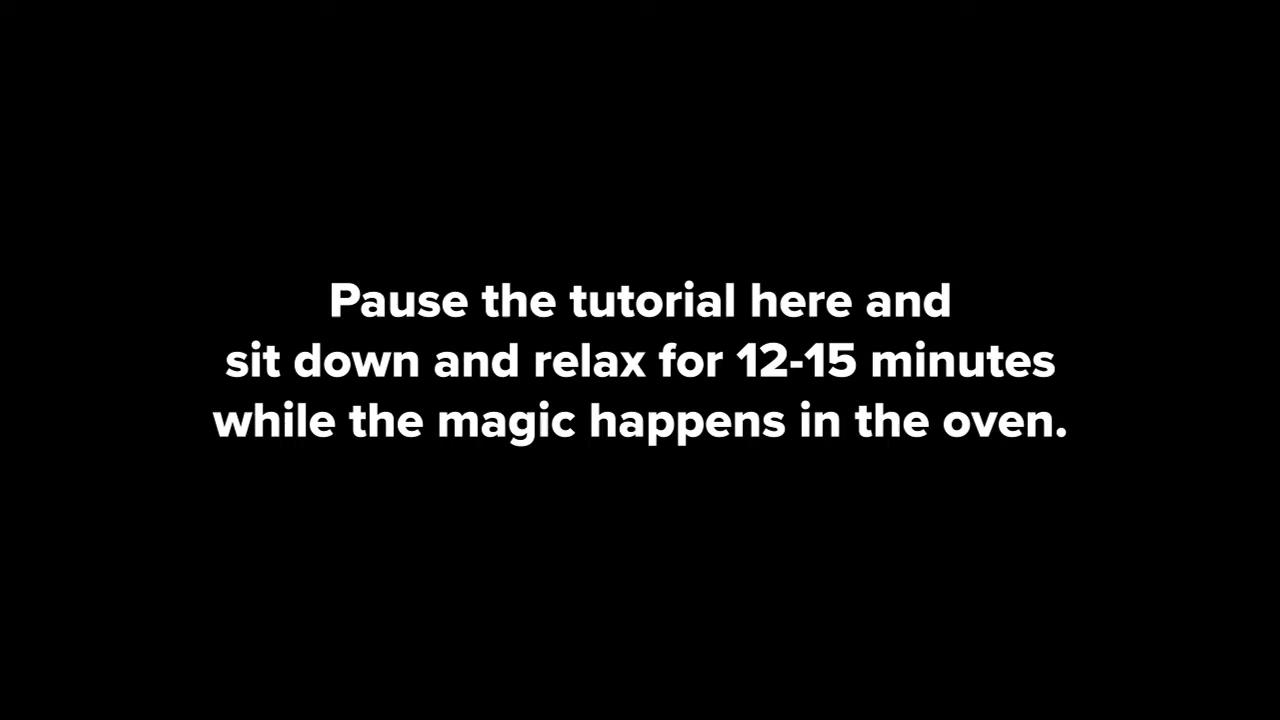 Pause the tutorial here and
sit down and relax for 12-15 minutes
while the magic happens in the oven.